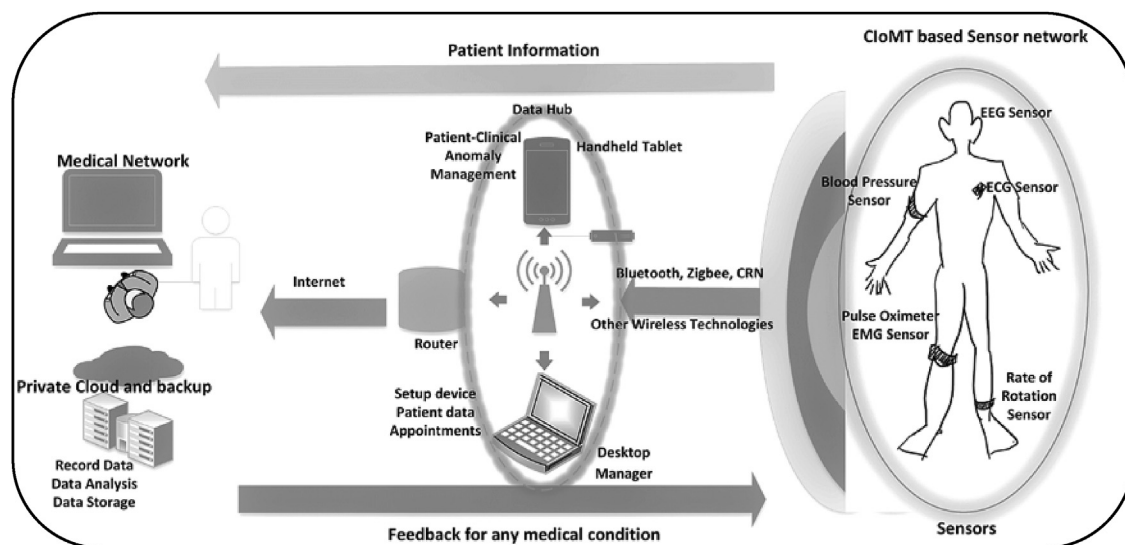 Patient Information
CIoMT based Sensor network
Data Hub
Patient-Clinical
Anomaly
Management
Handheld Tablet
EEG Sensor
Medical Network
Blood Pressure
Sensor
ECG Sensor
Bluetooth, Zigbee, CRN
Internet
Other Wireless Technologies
Pulse Oximeter
EMG Sensor
Router
Private Cloud and backup
Setup device
Patient data
Appointments
Rate of
Rotation
Sensor
Desktop
Manager
Record Data
Data Analysis
Data Storage
Feedback for any medical condition
Sensors